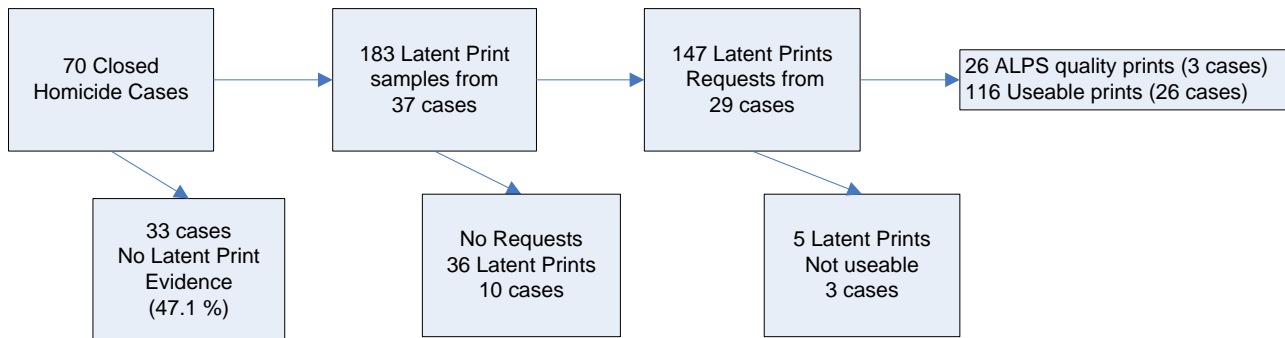 70 Closed
Homicide Cases
183 Latent Print
samples from
37 cases
147 Latent Prints
Requests from
29 cases
26 ALPS quality prints (3 cases)
116 Useable prints (26 cases)
33 cases
No Latent Print
Evidence
(47.1 %)
No Requests
36 Latent Prints
10 cases
5 Latent Prints
Not useable
3 cases